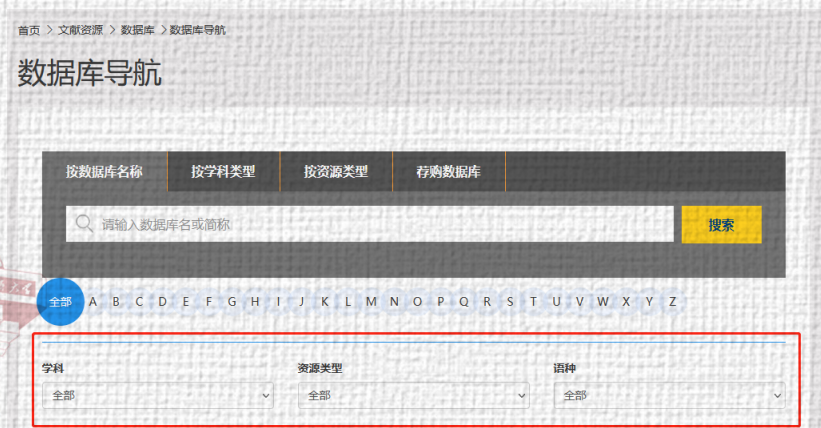 首页 > 文献资源 > 数据库 > 数据库导航
数据库导航
按数据库名称 按学科类型 按资源类型 荐购数据库
请输入数据库名或简称 搜索
全部 A B C D E F G H I J K L M N O P Q R S T U V W X Y Z
学科 资源类型 语种
全部 全部 全部